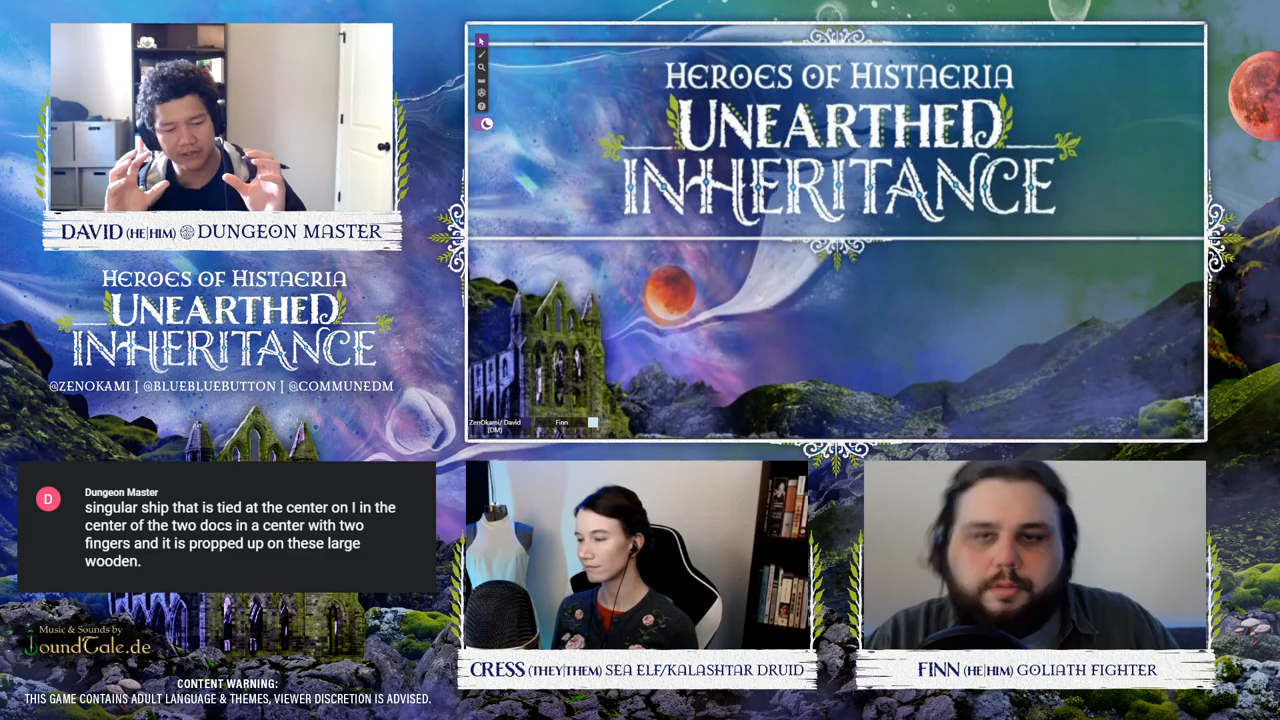 DAVID (HE|HIM) DUNGEON MASTER
HEROES OF HISTAERIA
UNEARTHED
INHERITANCE
@ZENOKAMI | @BLUEBLUEBUTTON | @COMMUNEDM
D
Dungeon Master
singular ship that is tied at the center on I in the
center of the two docs in a center with two
fingers and it is propped up on these large
wooden.
Music & Sounds by
SoundTale.de
CONTENT WARNING:
THIS GAME CONTAINS ADULT LANGUAGE & THEMES, VIEWER DISCRETION IS ADVISED.
HEROES OF HISTAERIA
UNEARTHED
INHERITANCE
ZenOkami/ David
(DM)
Finn
CRESS (THEY|THEM) SEA ELF/KALASHTAR DRUID
FINN (HE|HIM) GOLIATH FIGHTER